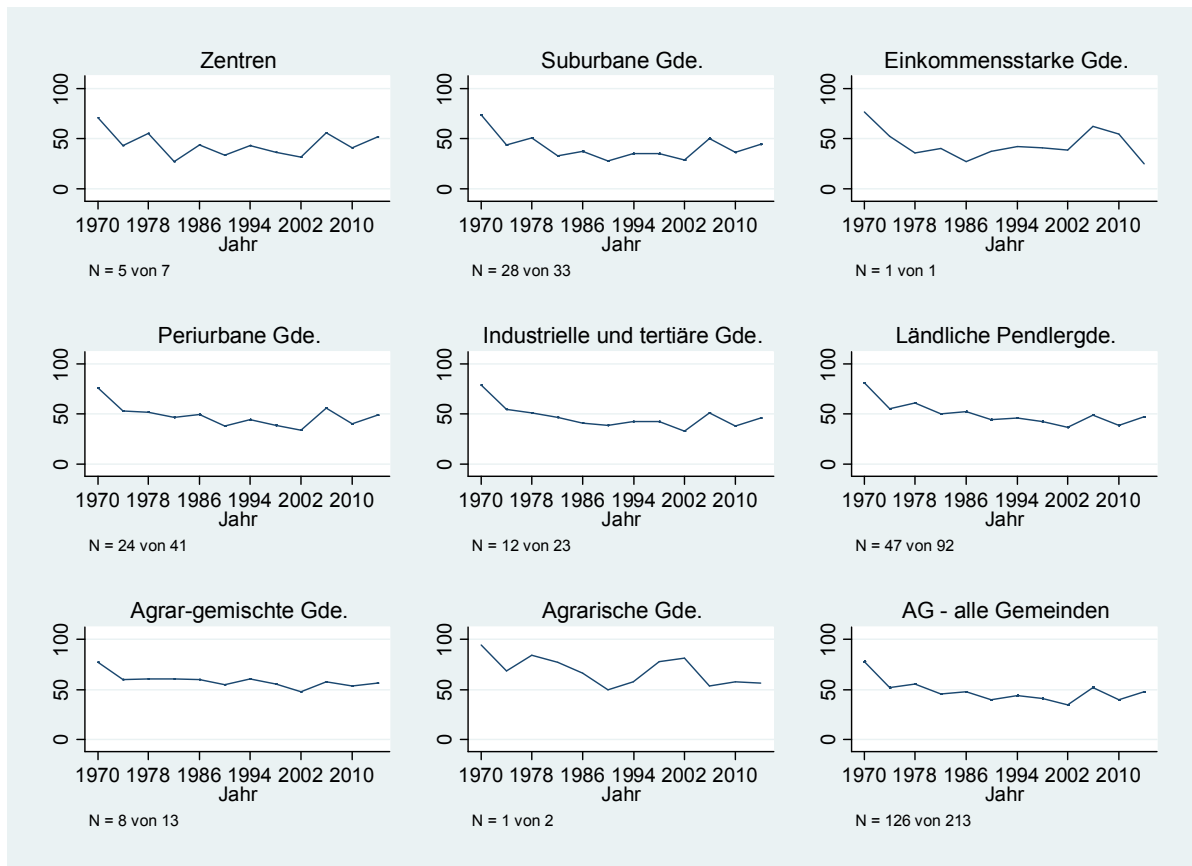 Zentren
100
50
0
1970 1978 1986 1994 2002 2010
Jahr
N = 5 von 7
Suburbane Gde.
100
50
0
1970 1978 1986 1994 2002 2010
Jahr
N = 28 von 33
Einkommensstarke Gde.
100
50
0
1970 1978 1986 1994 2002 2010
Jahr
N = 1 von 1
Periurbane Gde.
100
50
0
1970 1978 1986 1994 2002 2010
Jahr
N = 24 von 41
Industrielle und tertiäre Gde.
100
50
0
1970 1978 1986 1994 2002 2010
Jahr
N = 12 von 23
Ländliche Pendlergde.
100
50
0
1970 1978 1986 1994 2002 2010
Jahr
N = 47 von 92
Agrar-gemischte Gde.
100
50
0
1970 1978 1986 1994 2002 2010
Jahr
N = 8 von 13
Agrarische Gde.
100
50
0
1970 1978 1986 1994 2002 2010
Jahr
N = 1 von 2
AG - alle Gemeinden
100
50
0
1970 1978 1986 1994 2002 2010
Jahr
N = 126 von 213